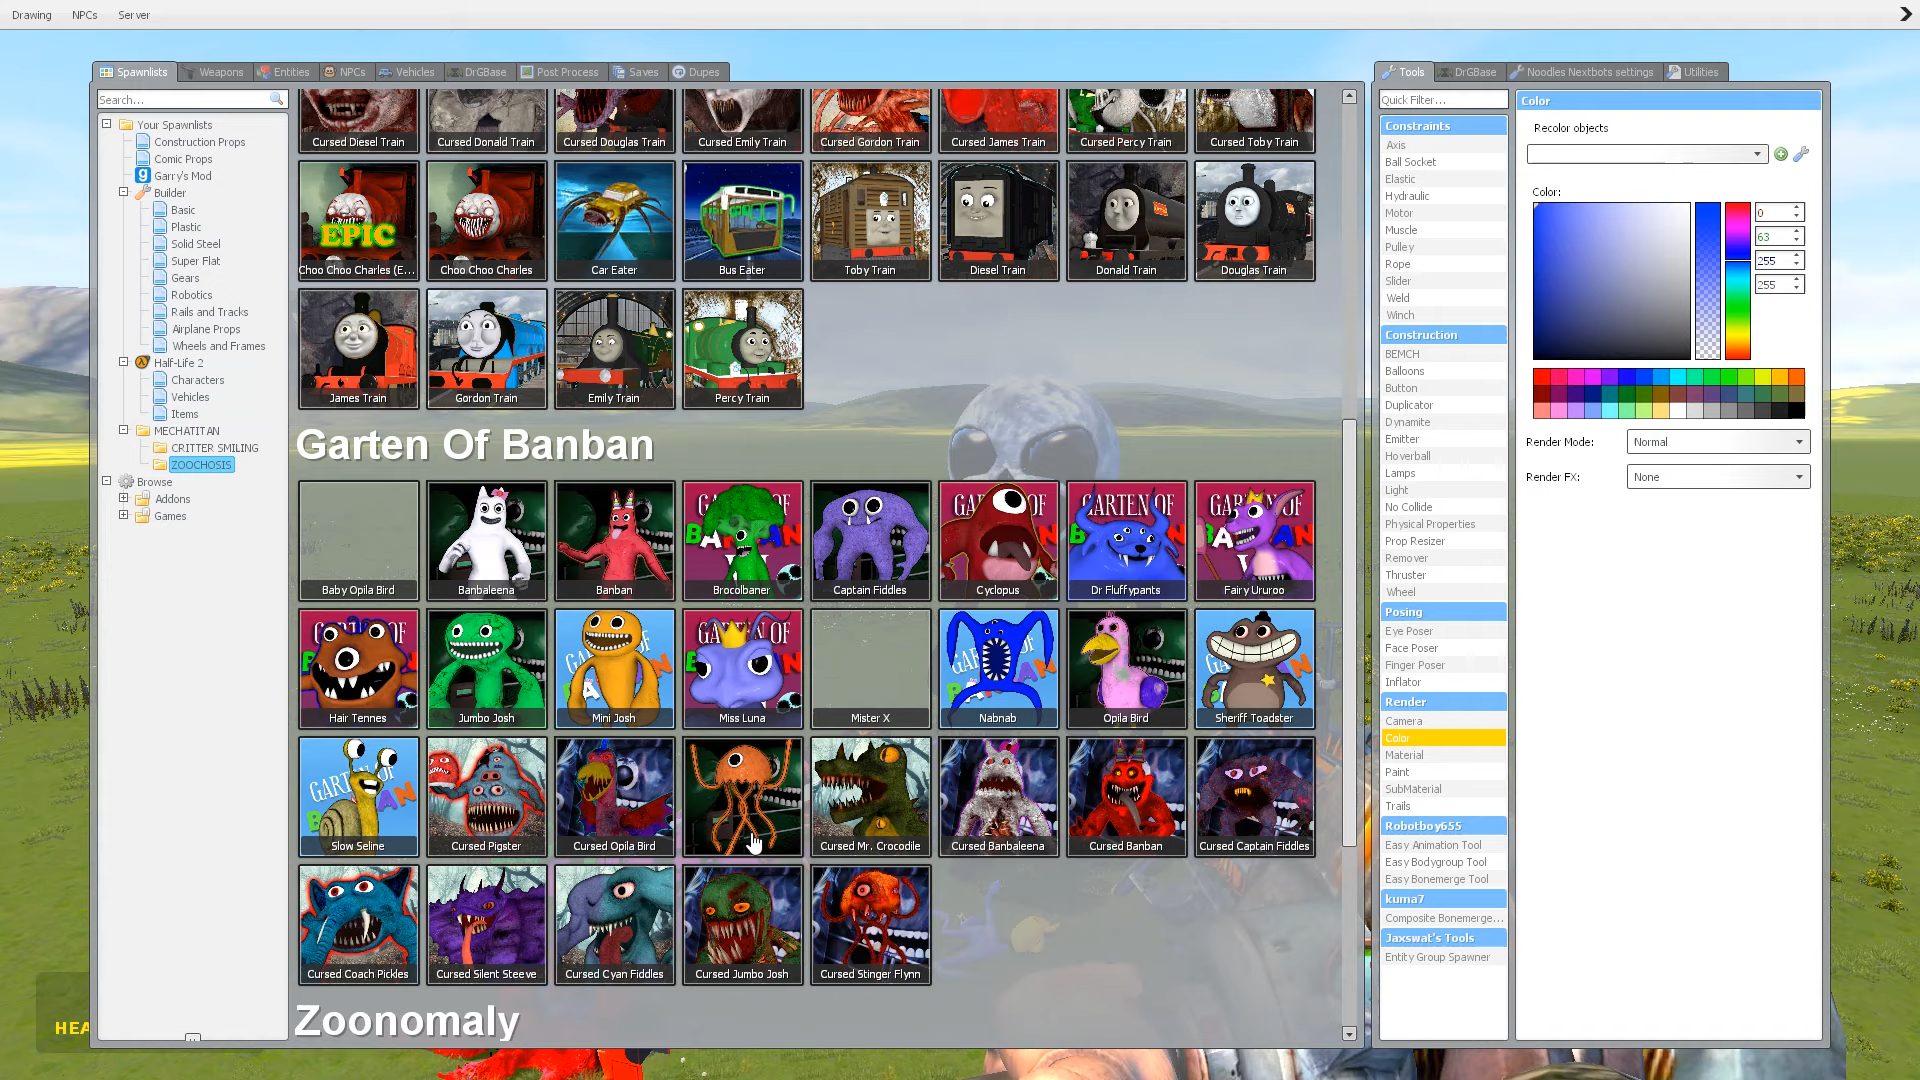 Drawing NPCs Server
Spawnlists Weapons Entities NPCs Vehicles DrGBase Post Process Saves Dupes
Search...
Your Spawnlists
Construction Props
Comic Props
Garry's Mod
Builder
Basic
Plastic
Solid Steel
Super Flat
Gears
Robotics
Rails and Tracks
Airplane Props
Wheels and Frames
Half-Life 2
Characters
Vehicles
Items
MECHATITAN
CRITTER SMILING
ZOOCHOSIS
Browse
Addons
Games
Cursed Diesel Train Cursed Donald Train Cursed Douglas Train Cursed Emily Train Cursed Gordon Train Cursed James Train Cursed Percy Train Cursed Toby Train
EPIC
Choo Choo Charles (E... Choo Choo Charles Car Eater Bus Eater Toby Train Diesel Train Donald Train Douglas Train
James Train Gordon Train Emily Train Percy Train
Garten Of Banban
Baby Opila Bird Banbaleena Banban Brocolbaner Captain Fiddles Cyclopus Dr Fluffypants Fairy Ururoo
Hair Tennes Jumbo Josh Mini Josh Miss Luna Mister X Nabnab Opila Bird Sheriff Toadster
Slow Seline Cursed Pigster Cursed Opila Bird Cursed Mr. Crocodile Cursed Banbaleena Cursed Banban Cursed Captain Fiddles
Cursed Coach Pickles Cursed Silent Steeve Cursed Cyan Fiddles Cursed Jumbo Josh Cursed Stinger Flynn
Zoonomaly
HEA
Tools DrGBase Noodles Nextbots settings Utilities
Quick Filter...
Constraints
Axis
Ball Socket
Elastic
Hydraulic
Motor
Muscle
Pulley
Rope
Slider
Weld
Winch
Construction
BEMCH
Balloons
Button
Duplicator
Dynamite
Emitter
Hoverball
Lamps
Light
No Collide
Physical Properties
Prop Resizer
Remover
Thruster
Wheel
Posing
Eye Poser
Face Poser
Finger Poser
Inflator
Render
Camera
Color
Material
Paint
SubMaterial
Trails
Robotboy655
Easy Animation Tool
Easy Bodygroup Tool
Easy Bonemerge Tool
kuma7
Composite Bonemerge...
Jaxswat's Tools
Entity Group Spawner
Color
Recolor objects
Color:
0
63
255
255
Render Mode: Normal
Render FX: None